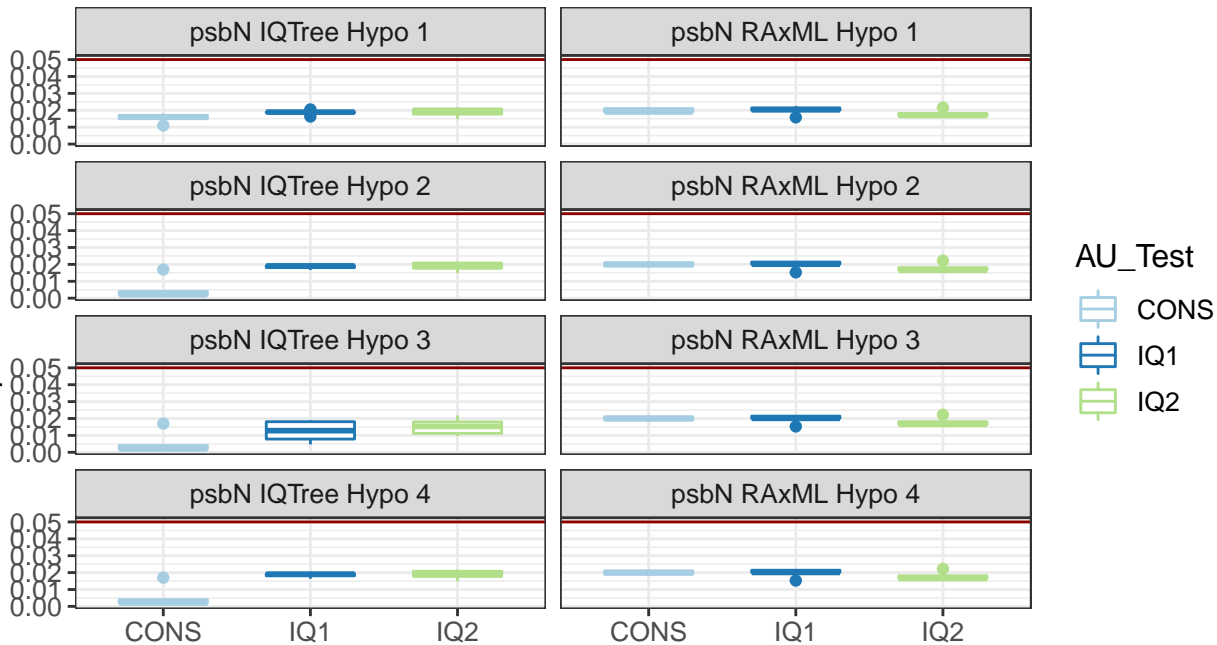 psbN IQTree Hypo 1
psbN RAxML Hypo 1
0.05
0.04
0.03
0.02
0.01
0.00
psbN IQTree Hypo 2
psbN RAxML Hypo 2
0.05
0.04
0.03
0.02
0.01
0.00
psbN IQTree Hypo 3
psbN RAxML Hypo 3
0.05
0.04
0.03
0.02
0.01
0.00
psbN IQTree Hypo 4
psbN RAxML Hypo 4
0.05
0.04
0.03
0.02
0.01
0.00
CONS IQ1 IQ2 CONS IQ1 IQ2
AU_Test
CONS
IQ1
IQ2